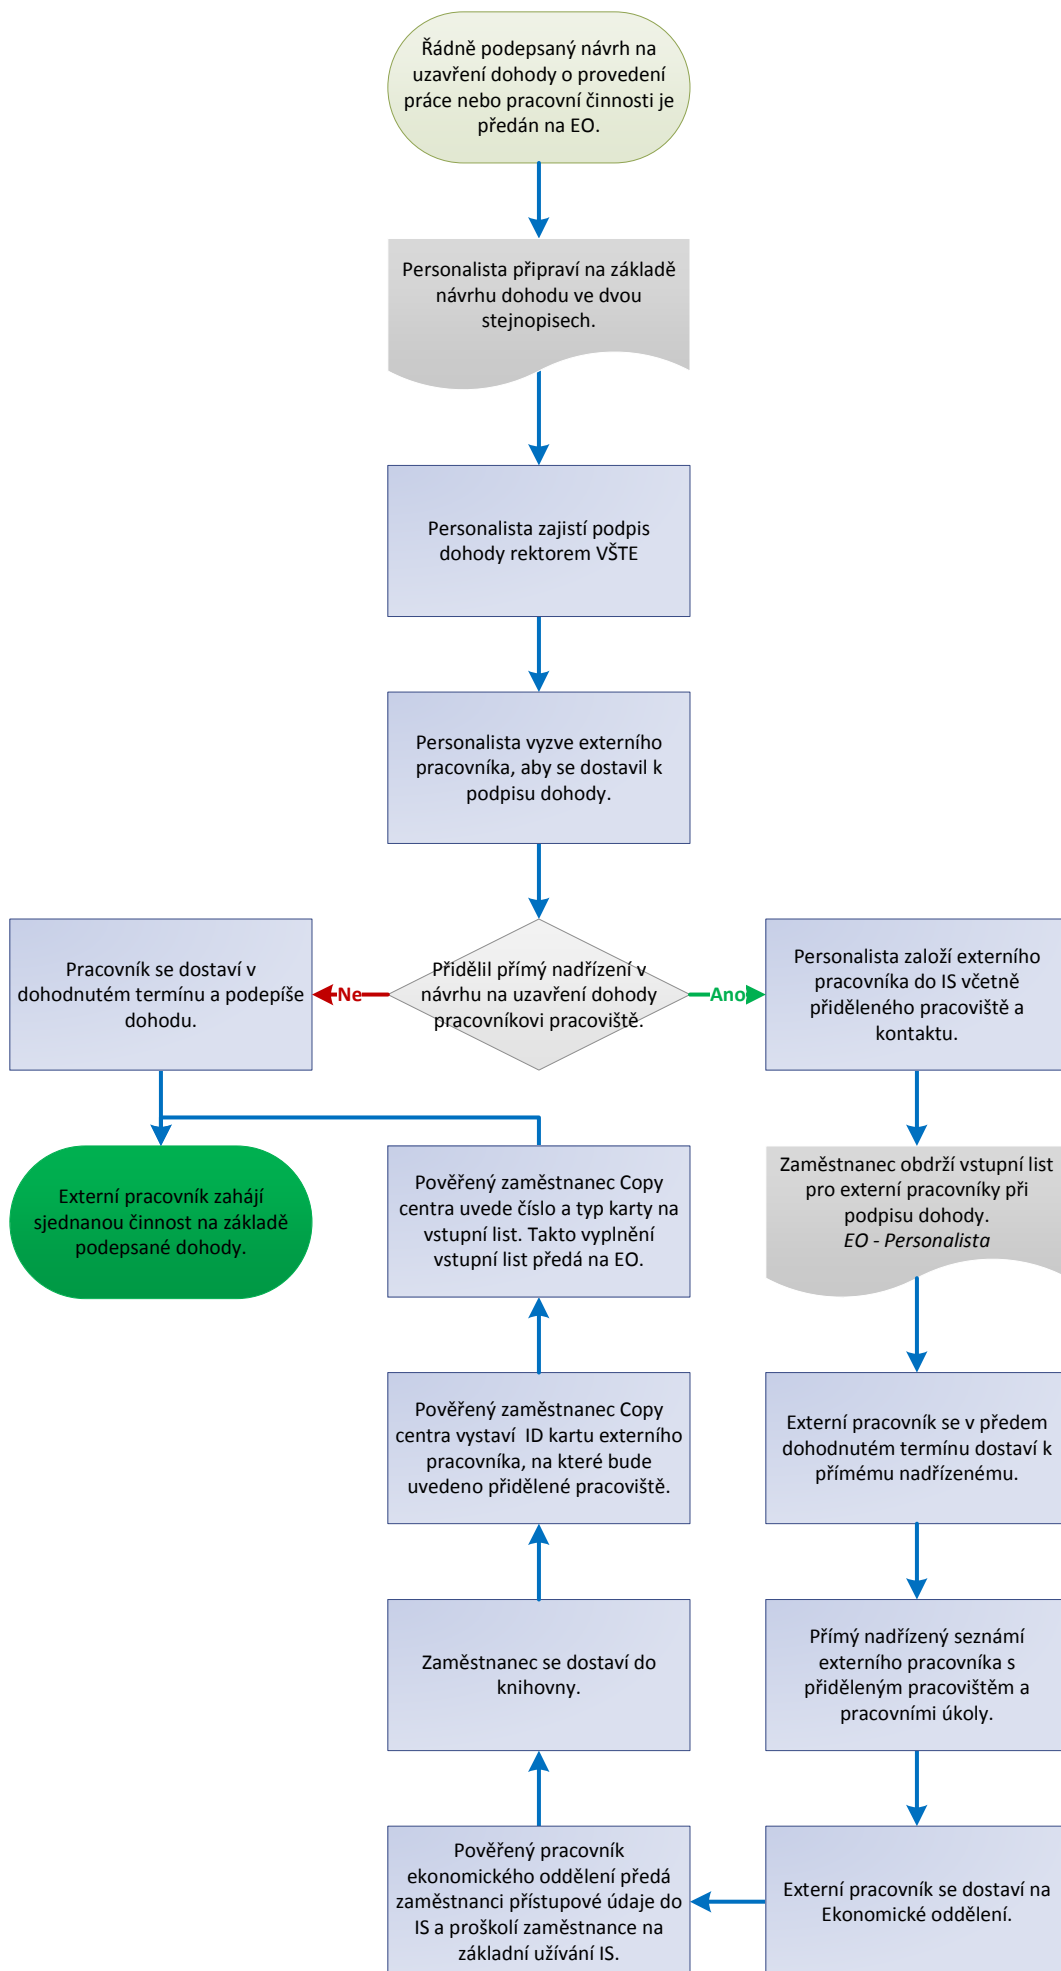 Řádně podepsaný návrh na
uzavření dohody o provedení
práce nebo pracovní činnosti je
předán na EO.
Personalista připraví na základě
návrhu dohodu ve dvou
stejnopisech.
Personalista zajistí podpis
dohody rektorem VŠTE
Personalista vyzve externího
pracovníka, aby se dostavil k
podpisu dohody.
Pracovník se dostaví v
dohodnutém termínu a podepíše
dohodu.
Ne
Přidělil přímý nadřízení v
návrhu na uzavření dohody
pracovníkovi pracoviště.
Ano
Personalista založí externího
pracovníka do IS včetně
přiděleného pracoviště a
kontaktu.
Externí pracovník zahájí
sjednanou činnost na základě
podepsané dohody.
Pověřený zaměstnanec Copy
centra uvede číslo a typ karty na
vstupní list. Takto vyplnění
vstupní list předá na EO.
Zaměstnanec obdrží vstupní list
pro externí pracovníky při
podpisu dohody.
EO - Personalista
Pověřený zaměstnanec Copy
centra vystaví  ID kartu externího
pracovníka, na které bude
uvedeno přidělené pracoviště.
Externí pracovník se v předem
dohodnutém termínu dostaví k
přímému nadřízenému.
Zaměstnanec se dostaví do
knihovny.
Přímý nadřízený seznámí
externího pracovníka s
přiděleným pracovištěm a
pracovními úkoly.
Pověřený pracovník
ekonomického oddělení předá
zaměstnanci přístupové údaje do
IS a proškolí zaměstnance na
základní užívání IS.
Externí pracovník se dostaví na
Ekonomické oddělení.